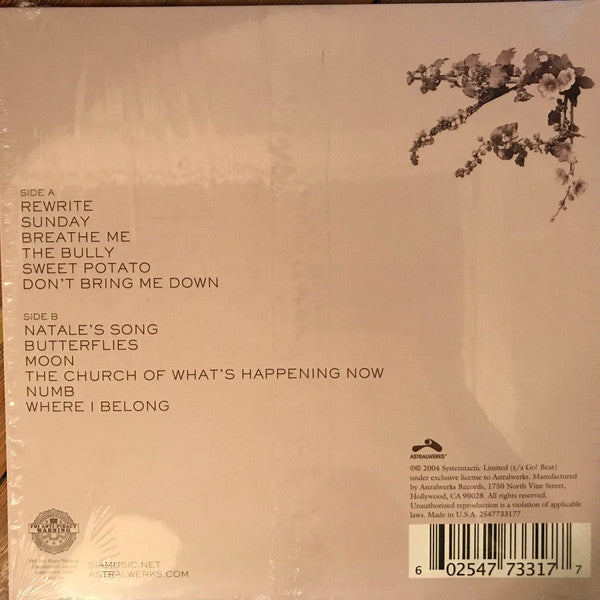 SIDE A
REWRITE
SUNDAY
BREATHE ME
THE BULLY
SWEET POTATO
DON'T BRING ME DOWN
SIDE B
NATALE'S SONG
BUTTERFLIES
MOON
THE CHURCH OF WHAT'S HAPPENING NOW
NUMB
WHERE I BELONG
ASTRALWERKS
℗© 2004 Systemtactic Limited (t/a Go! Beat)
under exclusive license to Astralwerks. Manufactured
by Astralwerks Records, 1750 North Vine Street,
Hollywood, CA 90028. All rights reserved.
Unauthorized reproduction is a violation of applicable
laws. Made in U.S.A. 2547733177
FBI ANTI-PIRACY
WARNING
SIAMUSIC.NET
ASTRALWERKS.COM
6 02547 73317 7